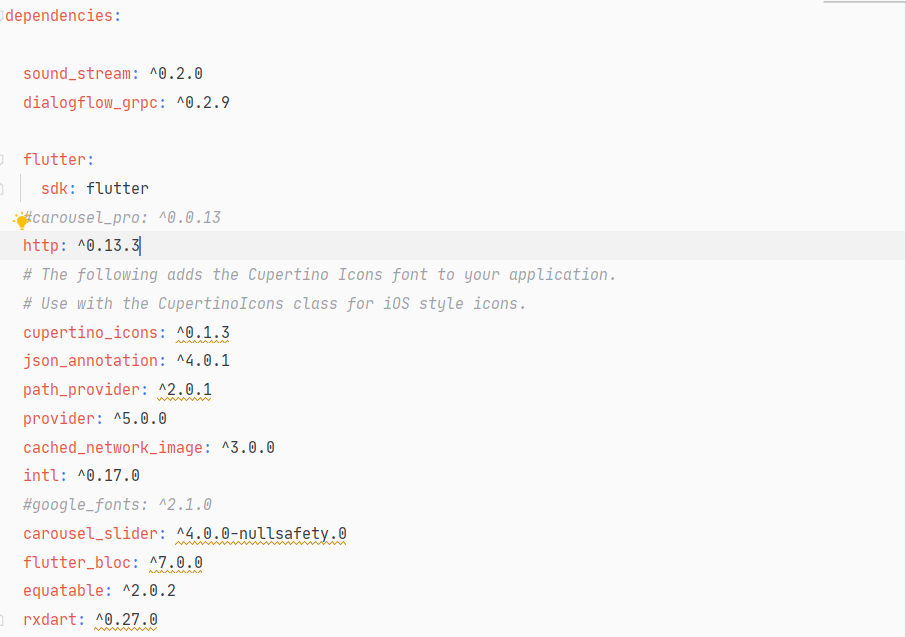 dependencies:
sound_stream: ^0.2.0
dialogflow_grpc: ^0.2.9
flutter:
sdk: flutter
#carousel_pro: ^0.0.13
http: ^0.13.3
# The following adds the Cupertino Icons font to your application.
# Use with the CupertinoIcons class for iOS style icons.
cupertino_icons: ^0.1.3
json_annotation: ^4.0.1
path_provider: ^2.0.1
provider: ^5.0.0
cached_network_image: ^3.0.0
intl: ^0.17.0
#google_fonts: ^2.1.0
carousel_slider: ^4.0.0-nullsafety.0
flutter_bloc: ^7.0.0
equatable: ^2.0.2
rxdart: ^0.27.0